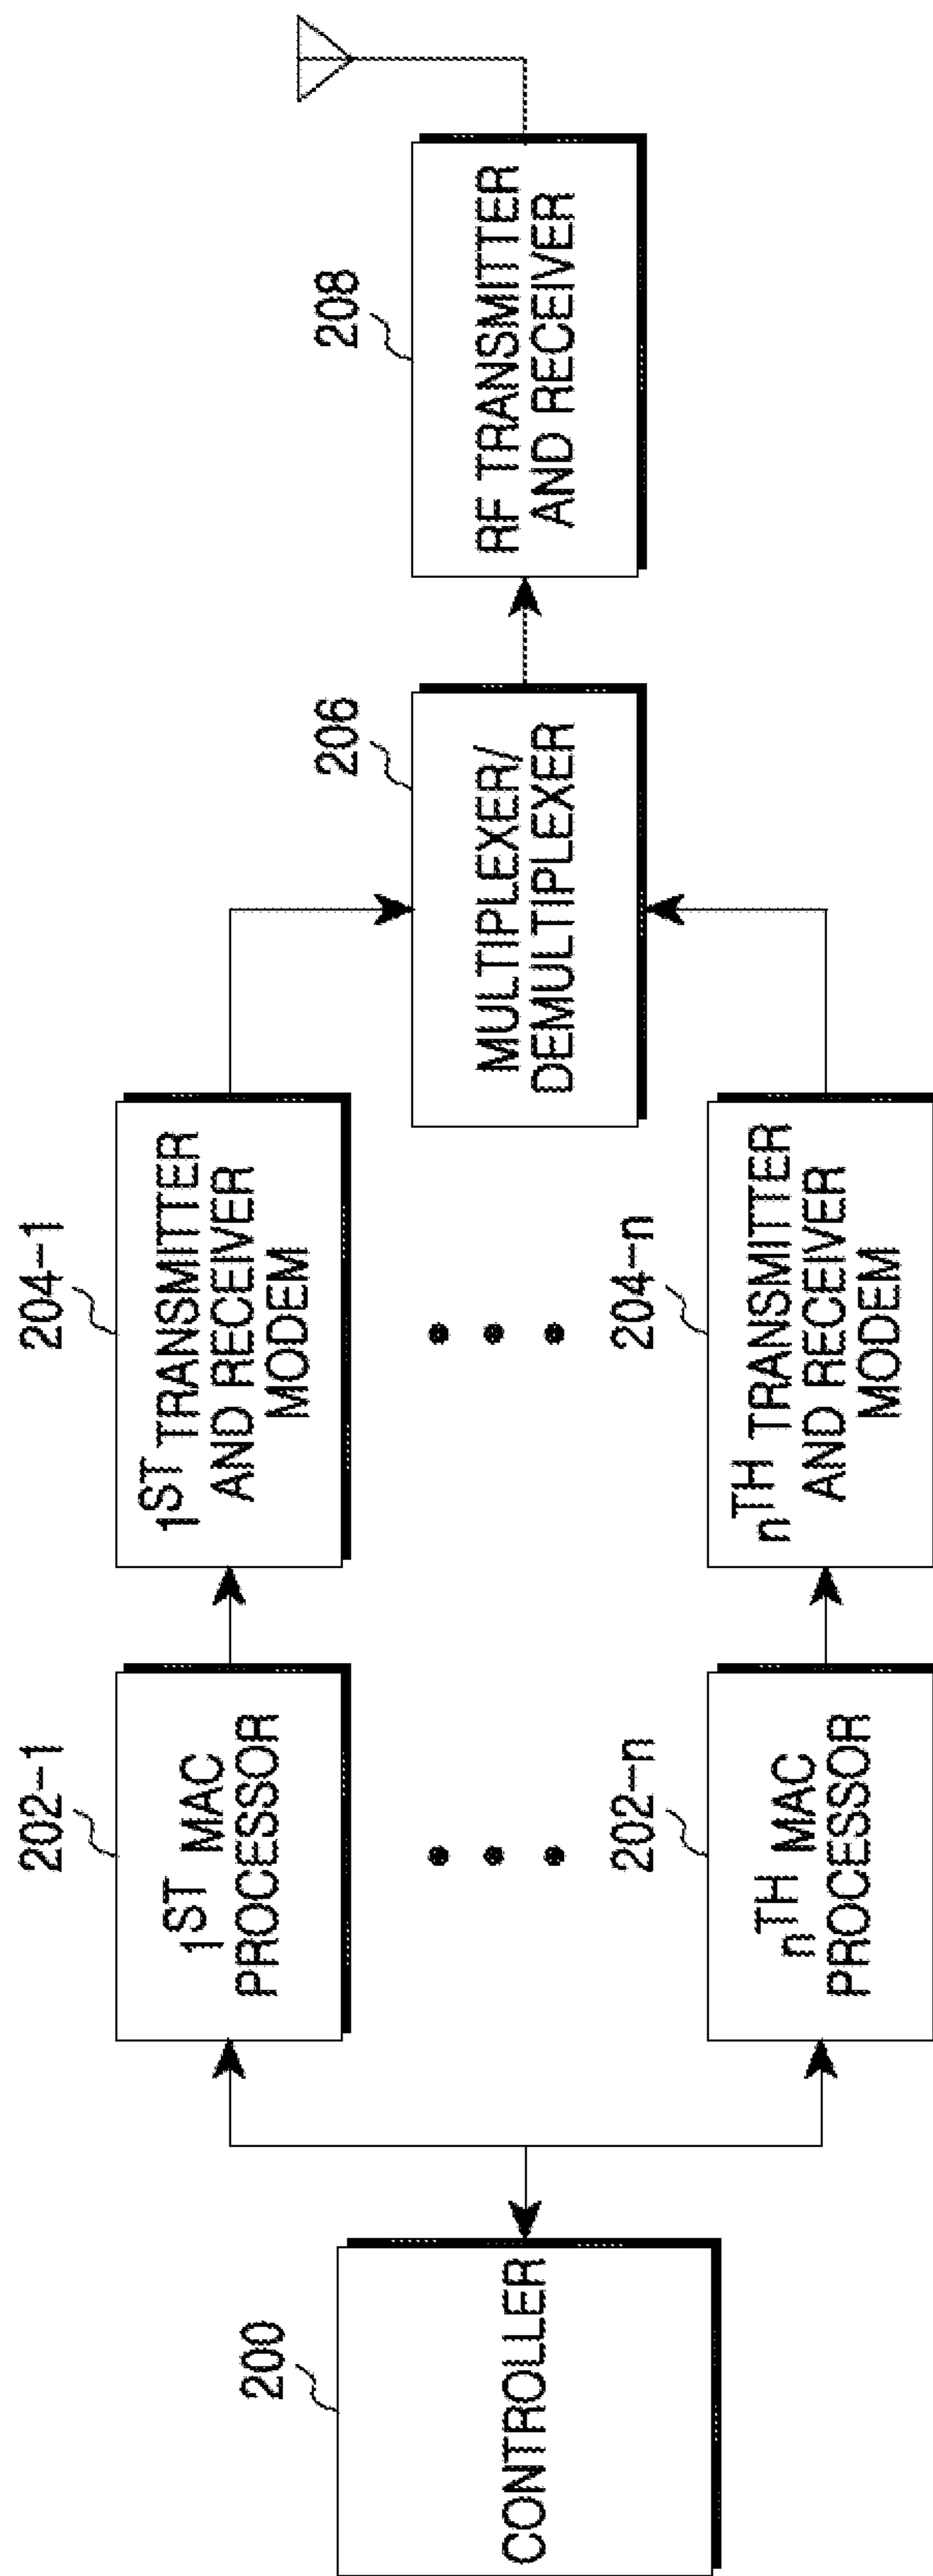 200
CONTROLLER
202-1
1ST MAC
PROCESSOR
202-n
nTH MAC
PROCESSOR
204-1
1ST TRANSMITTER
AND RECEIVER
MODEM
204-n
nTH TRANSMITTER
AND RECEIVER
MODEM
206
MULTIPLEXER/
DEMULTIPLEXER
208
RF TRANSMITTER
AND RECEIVER